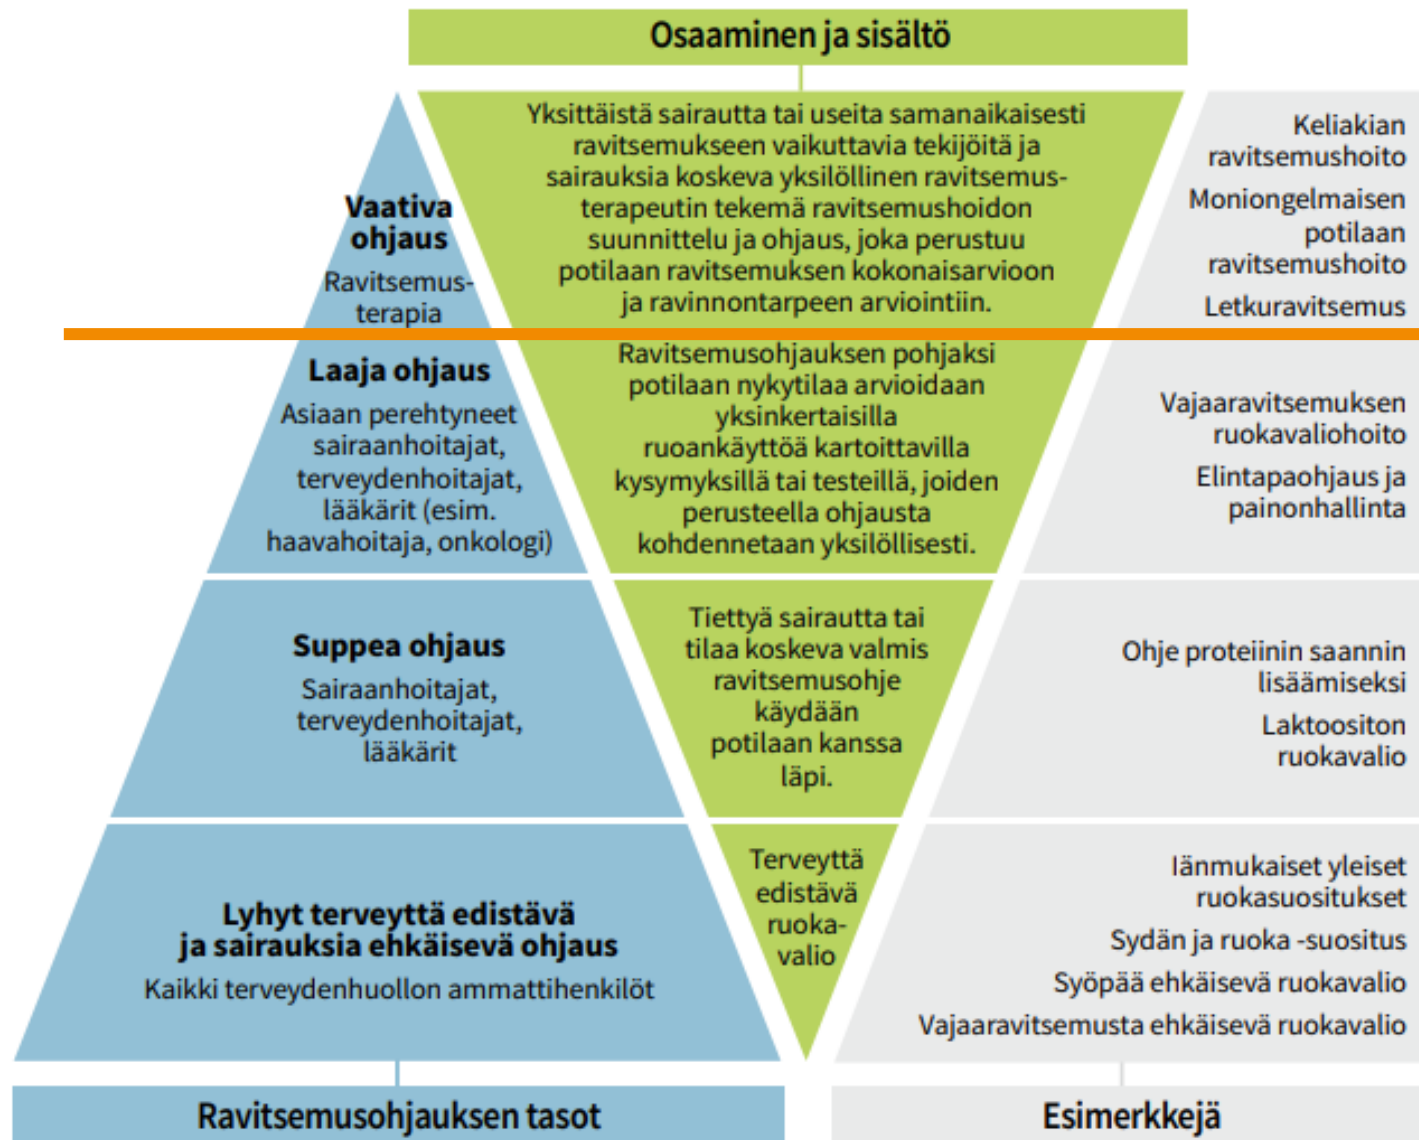 Osaaminen ja sisältö
Vaativa
ohjaus
Ravitsemus-
terapia
Yksittäistä sairautta tai useita samanaikaisesti
ravitsemukseen vaikuttavia tekijöitä ja
sairauksia koskeva yksilöllinen ravitsemus-
terapeutin tekemä ravitsemushoidon
suunnittelu ja ohjaus, joka perustuu
potilaan ravitsemuksen kokonaisarvioon
ja ravinnontarpeen arviointiin.
Keliakian
ravitsemushoito
Moniongelmaisen
potilaan
ravitsemushoito
Letkuravitsemus
Laaja ohjaus
Asiaan perehtyneet
sairaanhoitajat,
terveydenhoitajat,
lääkärit (esim.
haavahoitaja, onkologi)
Ravitsemusohjauksen pohjaksi
potilaan nykytilaa arvioidaan
yksinkertaisilla
ruoankäyttöä kartoittavilla
kysymyksillä tai testeillä, joiden
perusteella ohjausta
kohdennetaan yksilöllisesti.
Vajaaravitsemuksen
ruokavaliohoito
Elintapaohjaus ja
painonhallinta
Suppea ohjaus
Sairaanhoitajat,
terveydenhoitajat,
lääkärit
Tiettyä sairautta tai
tilaa koskeva valmis
ravitsemusohje
käydään
potilaan kanssa
läpi.
Ohje proteiinin saannin
lisäämiseksi
Laktoositon
ruokavalio
Lyhyt terveyttä edistävä
ja sairauksia ehkäisevä ohjaus
Kaikki terveydenhuollon ammattihenkilöt
Terveyttä
edistävä
ruoka-
valio
Iänmukaiset yleiset
ruokasuositukset
Sydän ja ruoka -suositus
Syöpää ehkäisevä ruokavalio
Vajaaravitsemusta ehkäisevä ruokavalio
Ravitsemusohjauksen tasot
Esimerkkejä